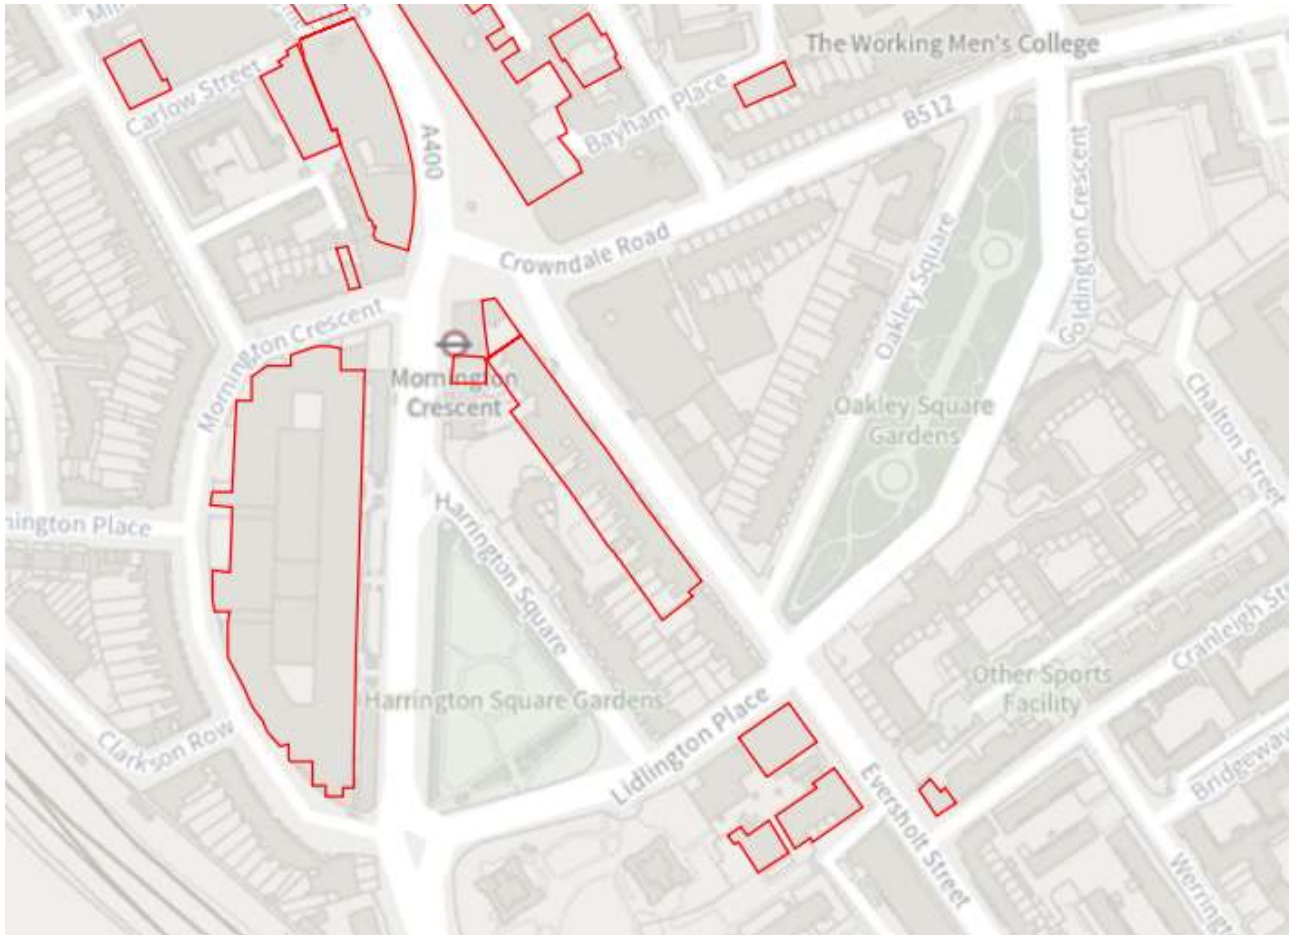 The Working Men's College
Carlow Street
A400
Bayham Place
B512
Goldington Crescent
Crowndale Road
Oakley Square
Mornington Crescent
Mornington
Crescent
Oakley Square
Gardens
Chalton Street
nington Place
Harrington Square
Cranleigh St
Other Sports
Facility
Harrington Square Gardens
Clarkson Row
Lidlington Place
Bridgeway
Eversholt Street
Werringt